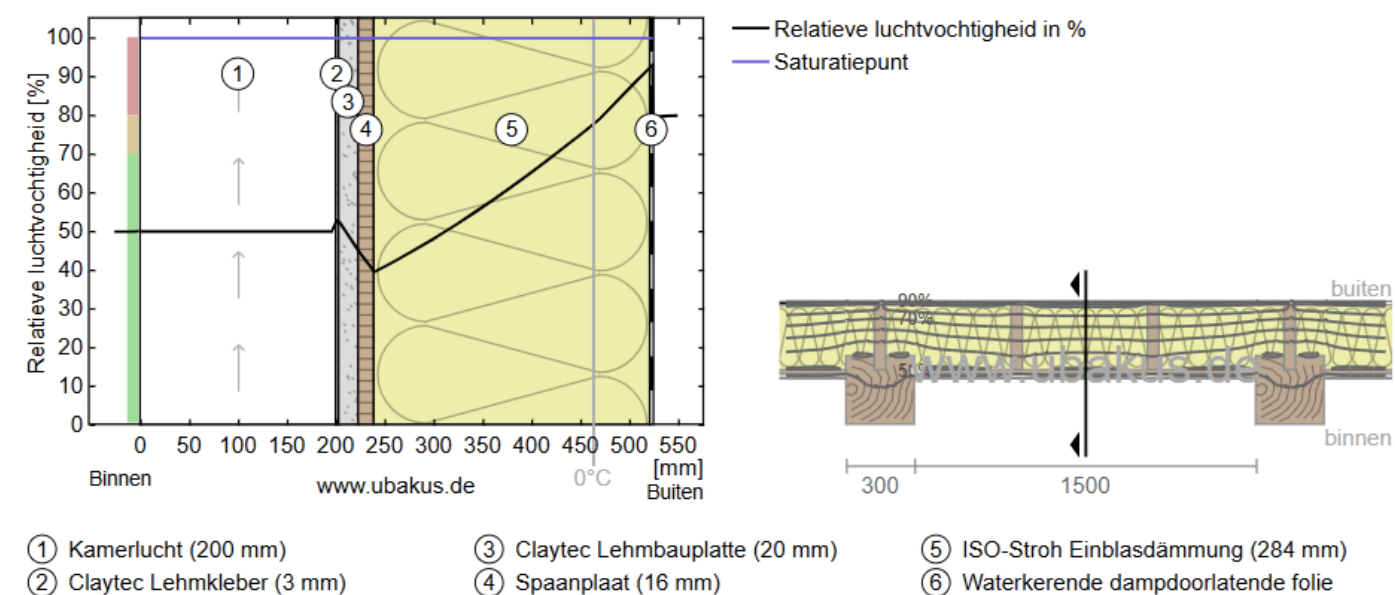 Relatieve luchtvochtigheid [%]
100
90
80
70
60
50
40
30
20
10
0
1
2
3
4
5
6
0 50 100 150 200 250 300 350 400 450 500 550
[mm]
0°C
Binnen
www.ubakus.de
Buiten
Relatieve luchtvochtigheid in %
Saturatiepunt
buiten
90%
70%
50%
www.ubakus.de
binnen
300
1500
1 Kamerlucht (200 mm)
2 Claytec Lehmkleber (3 mm)
3 Claytec Lehmbauplatte (20 mm)
4 Spaanplaat (16 mm)
5 ISO-Stroh Einblasdämmung (284 mm)
6 Waterkerende dampdoorlatende folie